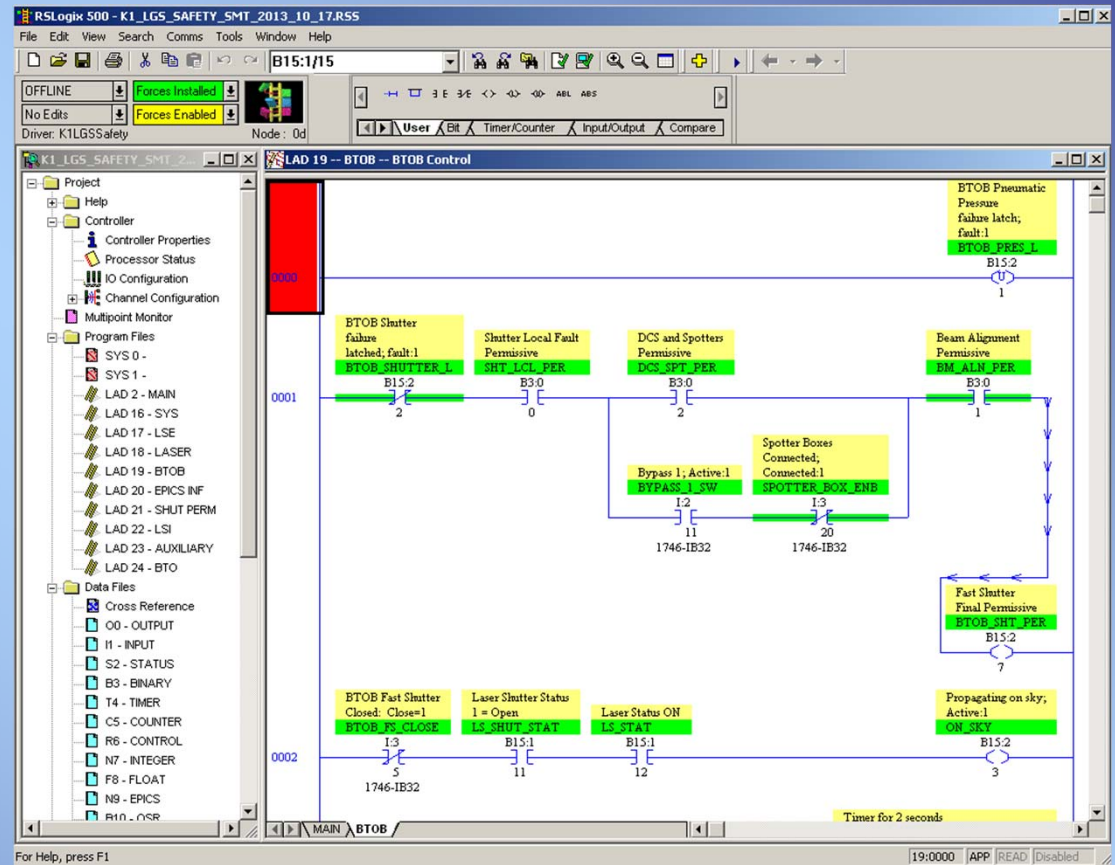 RSLogix 500 - K1_LGS_SAFETY_SMT_2013_10_17.RSS
File Edit View Search Comms Tools Window Help
B15:1/15
OFFLINE Forces Installed
No Edits Forces Enabled
Driver: K1LGSSafety Node : 0d
ABL ABS
User Bit Timer/Counter Input/Output Compare
K1_LGS_SAFETY_SMT_2...
Project
Help
Controller
Controller Properties
Processor Status
IO Configuration
Channel Configuration
Multipoint Monitor
Program Files
SYS 0 -
SYS 1 -
LAD 2 - MAIN
LAD 16 - SYS
LAD 17 - LSE
LAD 18 - LASER
LAD 19 - BTOB
LAD 20 - EPICS INF
LAD 21 - SHUT PERM
LAD 22 - LSI
LAD 23 - AUXILIARY
LAD 24 - BTO
Data Files
Cross Reference
O0 - OUTPUT
I1 - INPUT
S2 - STATUS
B3 - BINARY
T4 - TIMER
C5 - COUNTER
R6 - CONTROL
N7 - INTEGER
F8 - FLOAT
N9 - EPICS
B10 - OSR
LAD 19 -- BTOB -- BTOB Control
BTOB Pneumatic
Pressure
failure latch;
fault:1
BTOB_PRES_L
B15:2
U
1
0000
BTOB Shutter
failure
latched; fault:1
BTOB_SHUTTER_L
B15:2
2
Shutter Local Fault
Permissive
SHT_LCL_PER
B3:0
0
DCS and Spotters
Permissive
DCS_SPT_PER
B3:0
2
Beam Alignment
Permissive
BM_ALN_PER
B3:0
1
0001
Bypass 1; Active:1
BYPASS_1_SW
I:2
11
1746-IB32
Spotter Boxes
Connected;
Connected:1
SPOTTER_BOX_ENB
I:3
20
1746-IB32
Fast Shutter
Final Permissive
BTOB_SHT_PER
B15:2
7
BTOB Fast Shutter
Closed: Close=1
BTOB_FS_CLOSE
I:3
5
1746-IB32
Laser Shutter Status
1 = Open
LS_SHUT_STAT
B15:1
11
Laser Status ON
LS_STAT
B15:1
12
Propagating on sky;
Active:1
ON_SKY
B15:2
3
0002
Timer for 2 seconds
MAIN BTOB
For Help, press F1
19:0000 APP READ Disabled